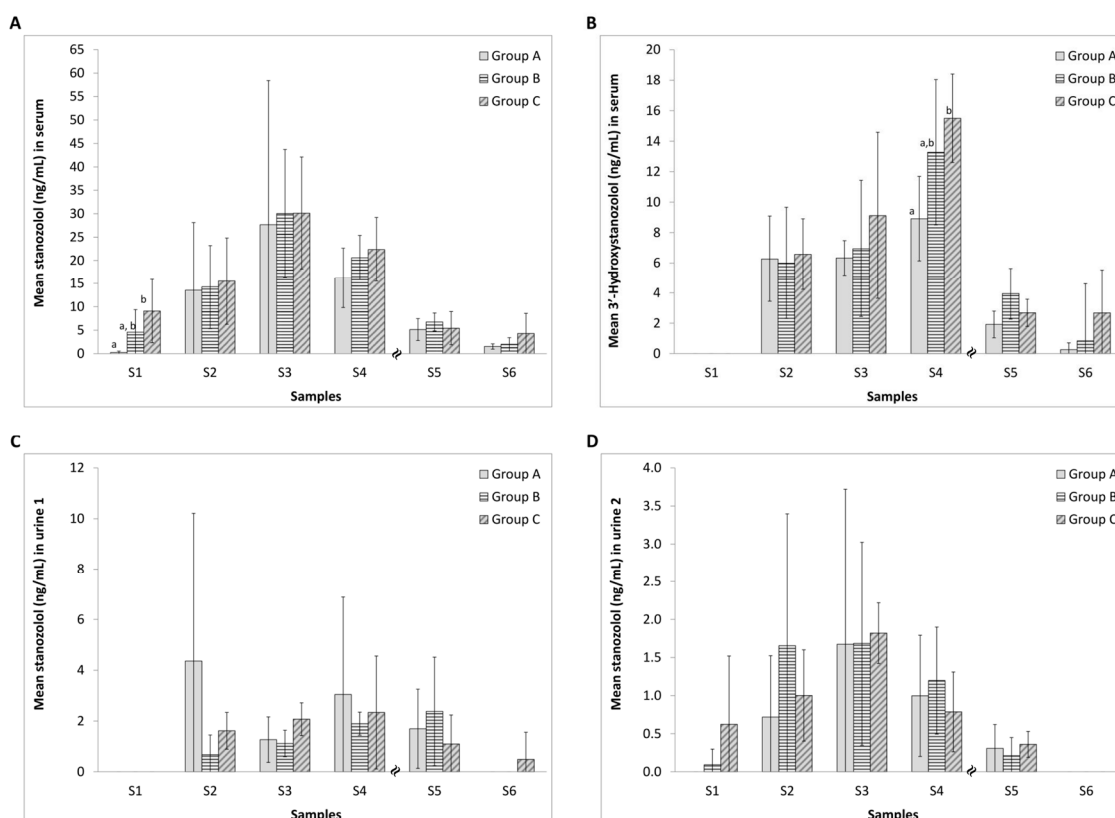 A
Mean stanozolol (ng/mL) in serum
65
60
55
50
45
40
35
30
25
20
15
10
5
0
Group A
Group B
Group C
a
a, b
b
S1 S2 S3 S4 S5 S6
Samples
B
Mean 3'-Hydroxystanozolol (ng/mL) in serum
20
18
16
14
12
10
8
6
4
2
0
Group A
Group B
Group C
a
a,b
b
S1 S2 S3 S4 S5 S6
Samples
C
Mean stanozolol (ng/mL) in urine 1
12
10
8
6
4
2
0
Group A
Group B
Group C
S1 S2 S3 S4 S5 S6
Samples
D
Mean stanozolol (ng/mL) in urine 2
4.0
3.5
3.0
2.5
2.0
1.5
1.0
0.5
0.0
Group A
Group B
Group C
S1 S2 S3 S4 S5 S6
Samples